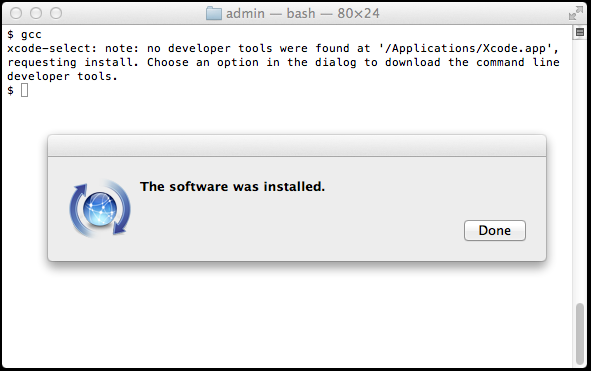 admin — bash — 80×24
$ gcc
xcode-select: note: no developer tools were found at '/Applications/Xcode.app',
requesting install. Choose an option in the dialog to download the command line
developer tools.
$
The software was installed.
Done